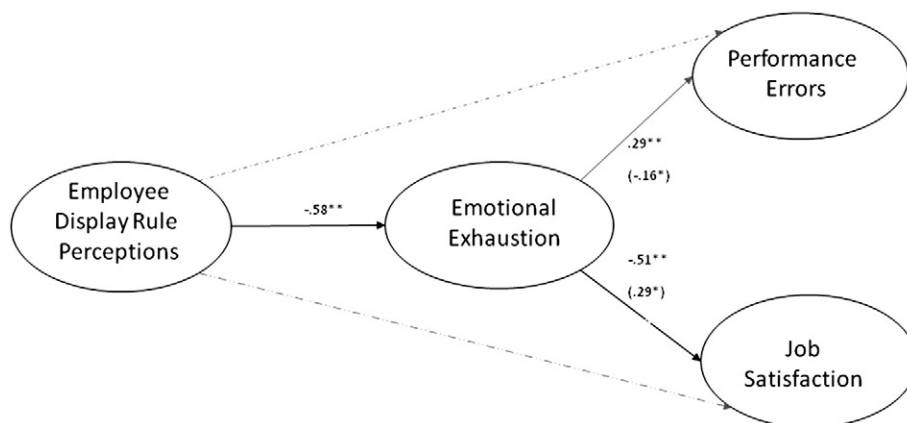 Performance
Errors
.29**
(-.16*)
Employee
Display Rule
Perceptions
-.58**
Emotional
Exhaustion
-.51**
(.29*)
Job
Satisfaction